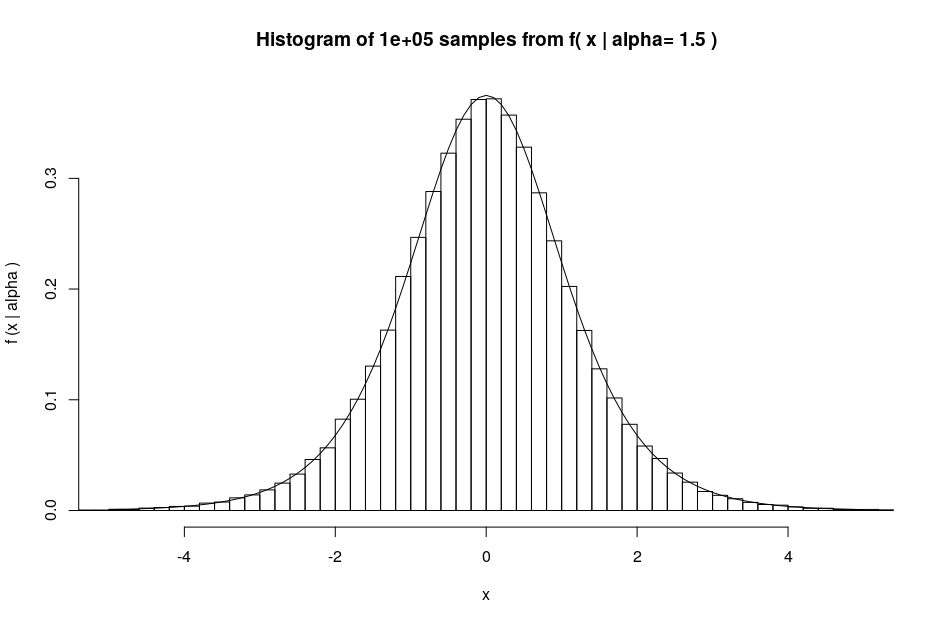 Histogram of 1e+05 samples from f( x | alpha= 1.5 )
f (x | alpha )
0.3
0.2
0.1
0.0
-4 -2 0 2 4
x